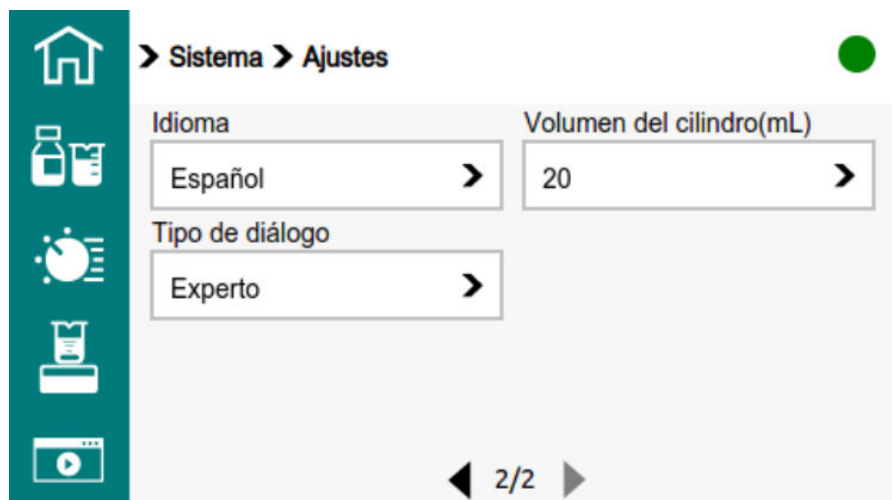 > Sistema > Ajustes
Idioma
Volumen del cilindro(mL)
Español >
20 >
Tipo de diálogo
Experto >
2/2